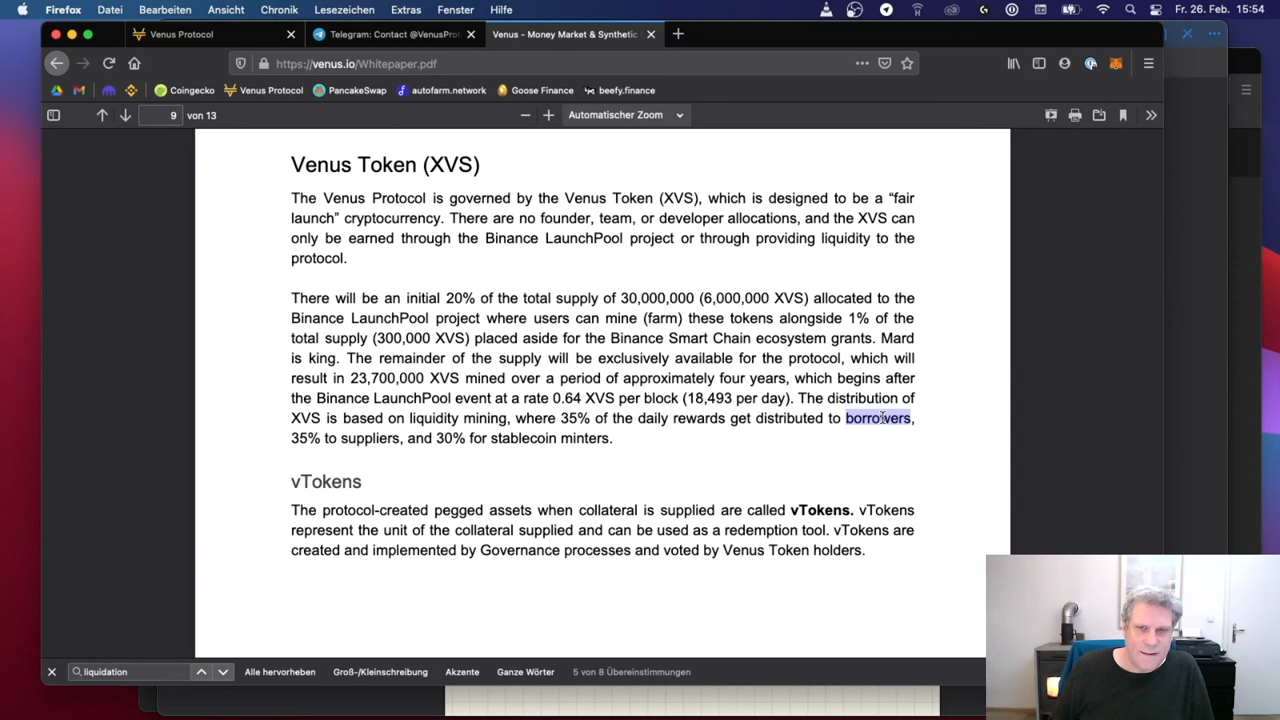 Firefox Datei Bearbeiten Ansicht Chronik Lesezeichen Extras Fenster Hilfe Fr. 26. Feb. 15:54
Venus Protocol Telegram: Contact @VenusProt Venus - Money Market & Synthetic
https://venus.io/Whitepaper.pdf
Coingecko Venus Protocol PancakeSwap autofarm.network Goose Finance beefy.finance
9 von 13 Automatischer Zoom
Venus Token (XVS)
The Venus Protocol is governed by the Venus Token (XVS), which is designed to be a “fair
launch” cryptocurrency. There are no founder, team, or developer allocations, and the XVS can
only be earned through the Binance LaunchPool project or through providing liquidity to the
protocol.
There will be an initial 20% of the total supply of 30,000,000 (6,000,000 XVS) allocated to the
Binance LaunchPool project where users can mine (farm) these tokens alongside 1% of the
total supply (300,000 XVS) placed aside for the Binance Smart Chain ecosystem grants. Mard
is king. The remainder of the supply will be exclusively available for the protocol, which will
result in 23,700,000 XVS mined over a period of approximately four years, which begins after
the Binance LaunchPool event at a rate 0.64 XVS per block (18,493 per day). The distribution of
XVS is based on liquidity mining, where 35% of the daily rewards get distributed to borrowers,
35% to suppliers, and 30% for stablecoin minters.
vTokens
The protocol-created pegged assets when collateral is supplied are called vTokens. vTokens
represent the unit of the collateral supplied and can be used as a redemption tool. vTokens are
created and implemented by Governance processes and voted by Venus Token holders.
liquidation Alle hervorheben Groß-/Kleinschreibung Akzente Ganze Wörter 5 von 8 Übereinstimmungen